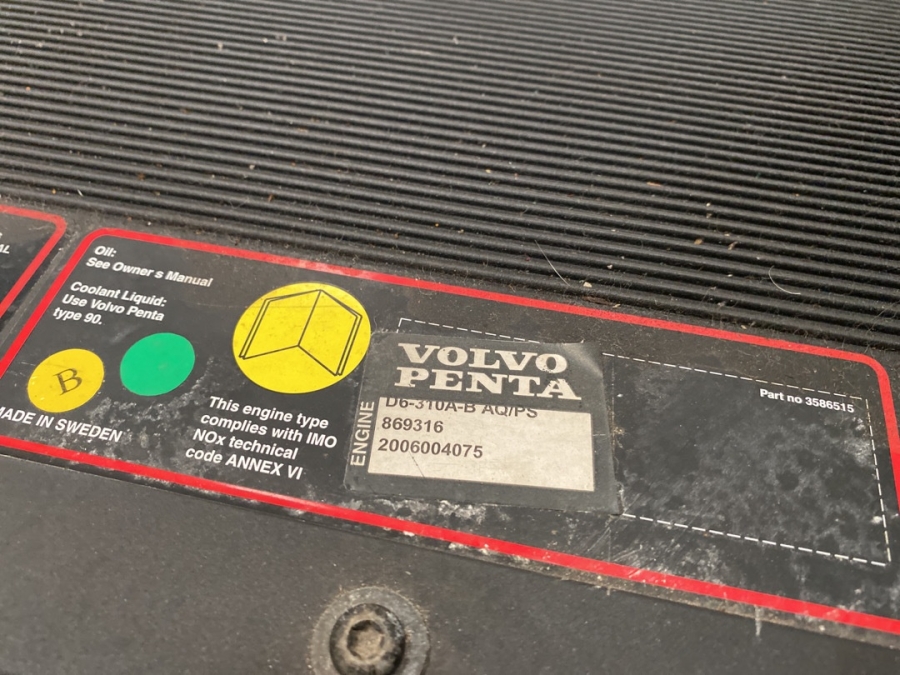 AL
Oil:
See Owner s Manual
Coolant Liquid:
Use Volvo Penta
type 90.
B
MADE IN SWEDEN
This engine type
complies with IMO
NOx technical
code ANNEX VI
VOLVO
PENTA
ENGINE
D6-310A-B AQ/PS
869316
2006004075
Part no 3586515